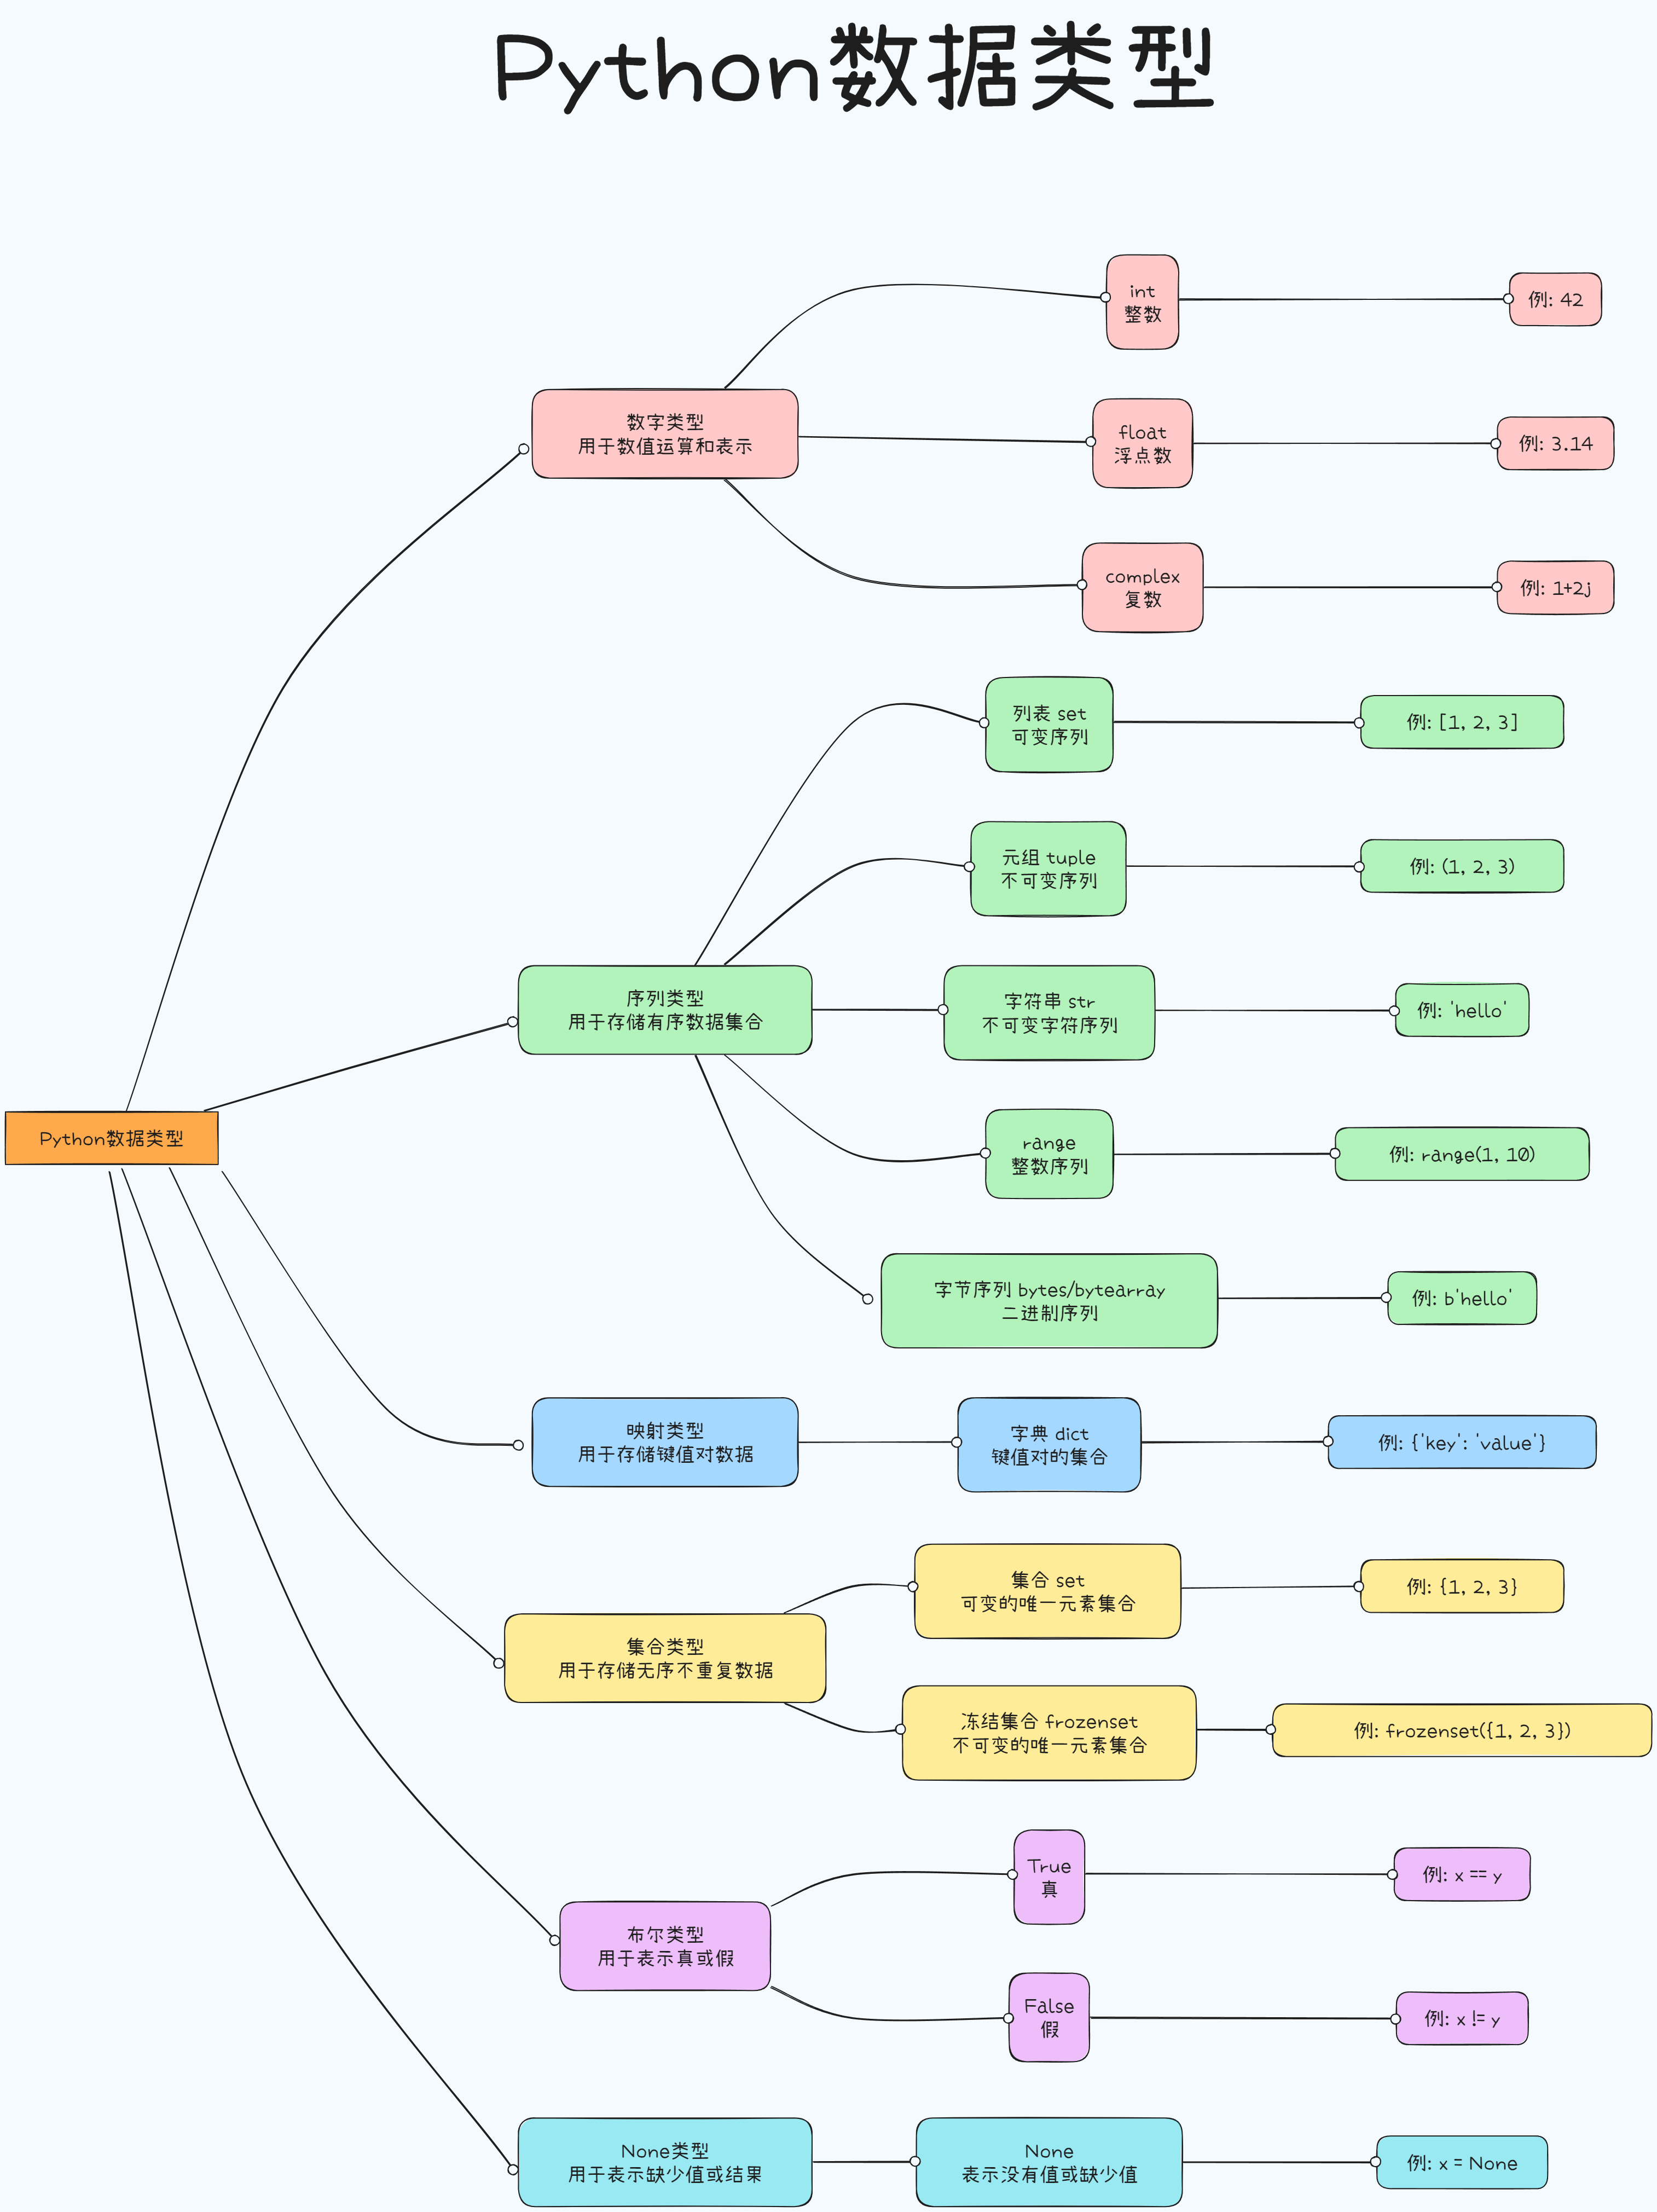 Python数据类型
int
整数
例: 42
数字类型
用于数值运算和表示
float
浮点数
例: 3.14
complex
复数
例: 1+2j
列表 set
可变序列
例: [1, 2, 3]
元组 tuple
不可变序列
例: (1, 2, 3)
序列类型
用于存储有序数据集合
字符串 str
不可变字符序列
例: 'hello'
Python数据类型
range
整数序列
例: range(1, 10)
字节序列 bytes/bytearray
二进制序列
例: b'hello'
映射类型
用于存储键值对数据
字典 dict
键值对的集合
例: {'key': 'value'}
集合 set
可变的唯一元素集合
例: {1, 2, 3}
集合类型
用于存储无序不重复数据
冻结集合 frozenset
不可变的唯一元素集合
例: frozenset({1, 2, 3})
True
真
例: x == y
布尔类型
用于表示真或假
False
假
例: x != y
None类型
用于表示缺少值或结果
None
表示没有值或缺少值
例: x = None